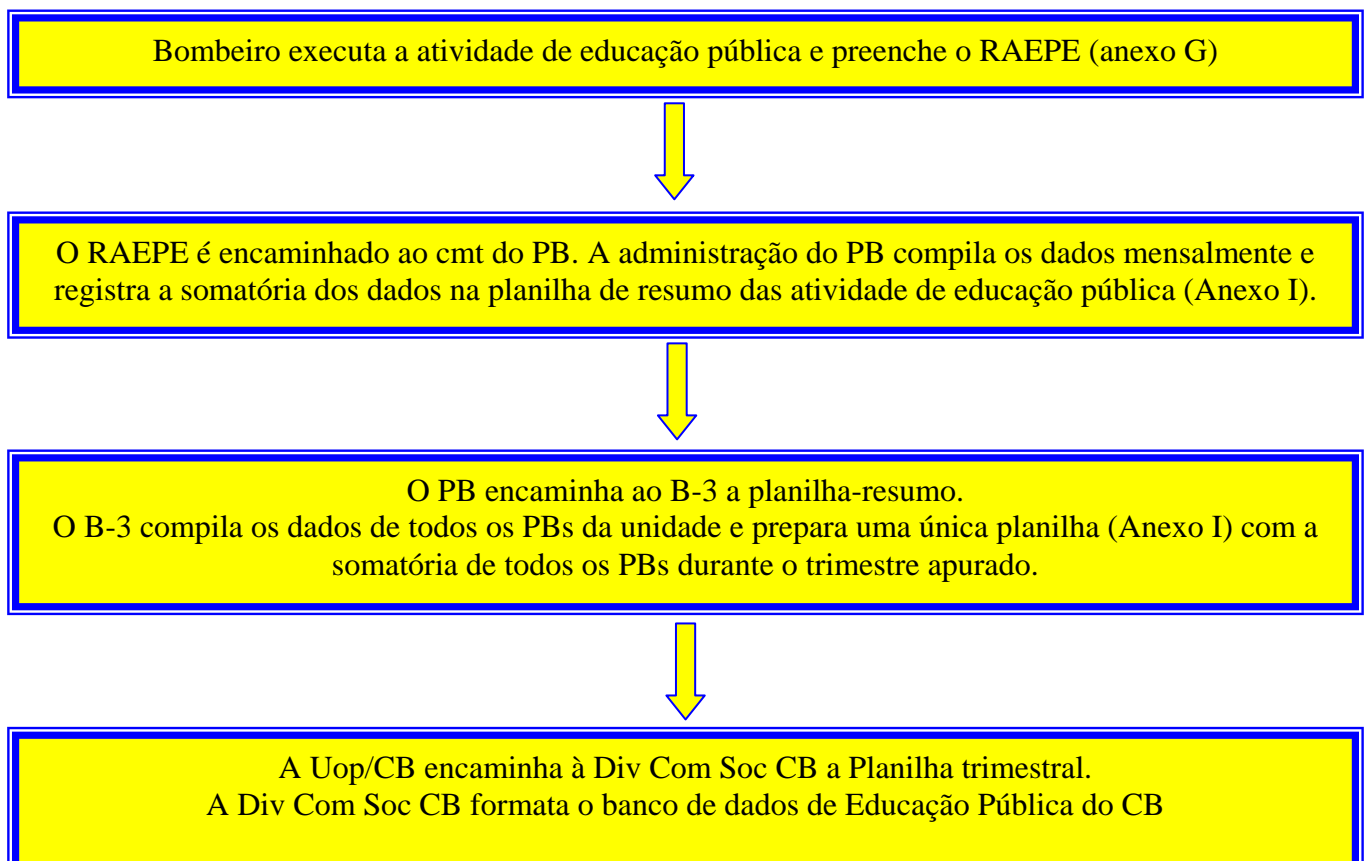 Bombeiro executa a atividade de educação pública e preenche o RAEPE (anexo G)
O RAEPE é encaminhado ao cmt do PB. A administração do PB compila os dados mensalmente e
registra a somatória dos dados na planilha de resumo das atividade de educação pública (Anexo I).
O PB encaminha ao B-3 a planilha-resumo.
O B-3 compila os dados de todos os PBs da unidade e prepara uma única planilha (Anexo I) com a
somatória de todos os PBs durante o trimestre apurado.
A Uop/CB encaminha à Div Com Soc CB a Planilha trimestral.
A Div Com Soc CB formata o banco de dados de Educação Pública do CB